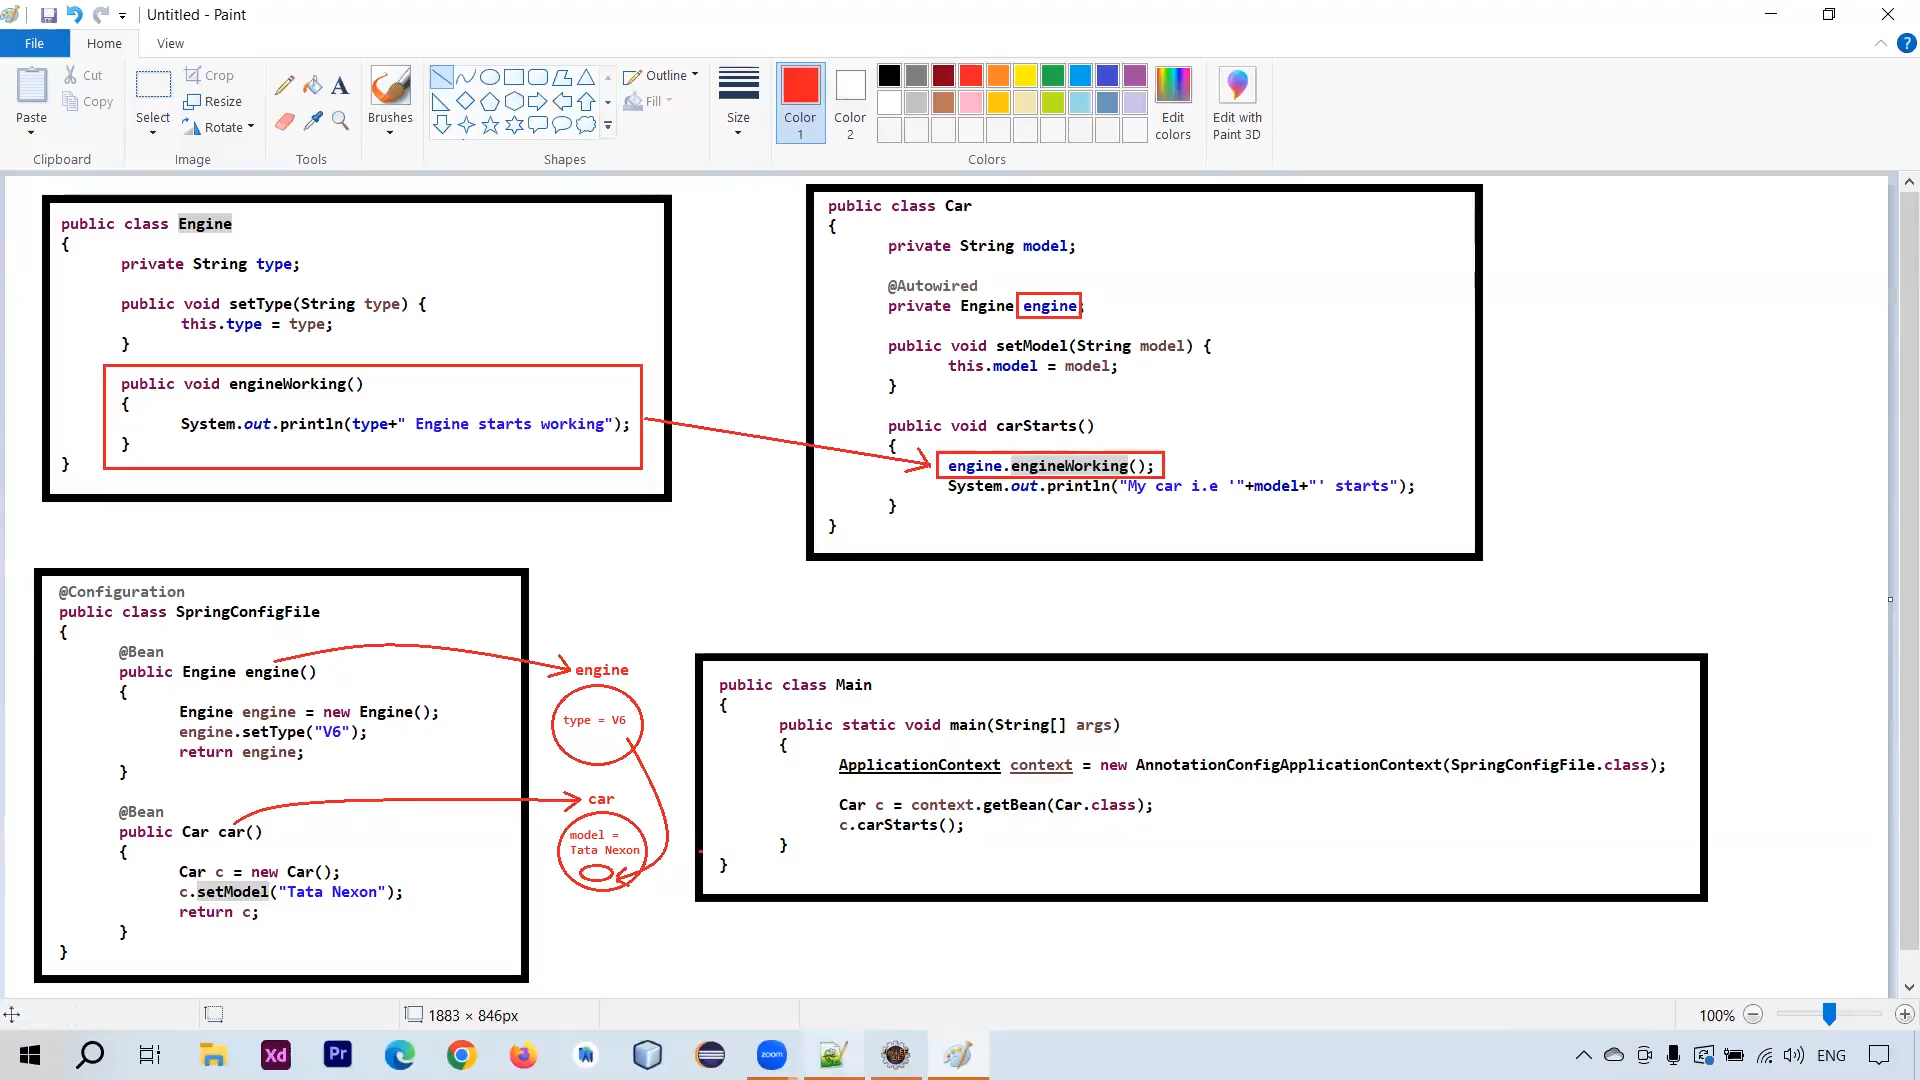 Untitled - Paint
File Home View
Paste
Cut
Copy
Clipboard
Select
Crop
Resize
Rotate
Image
Tools
Brushes
Outline
Fill
Shapes
Size
Color 1
Color 2
Edit colors
Edit with Paint 3D
Colors
public class Engine
{
private String type;
public void setType(String type) {
this.type = type;
}
public void engineWorking()
{
System.out.println(type+" Engine starts working");
}
}
public class Car
{
private String model;
@Autowired
private Engine engine;
public void setModel(String model) {
this.model = model;
}
public void carStarts()
{
engine.engineWorking();
System.out.println("My car i.e '"+model+"' starts");
}
}
@Configuration
public class SpringConfigFile
{
@Bean
public Engine engine()
{
Engine engine = new Engine();
engine.setType("V6");
return engine;
}
@Bean
public Car car()
{
Car c = new Car();
c.setModel("Tata Nexon");
return c;
}
}
engine
type = V6
car
model =
Tata Nexon
public class Main
{
public static void main(String[] args)
{
ApplicationContext context = new AnnotationConfigApplicationContext(SpringConfigFile.class);
Car c = context.getBean(Car.class);
c.carStarts();
}
}
1883 × 846px
100%
Xd
Pr
zoom
ENG